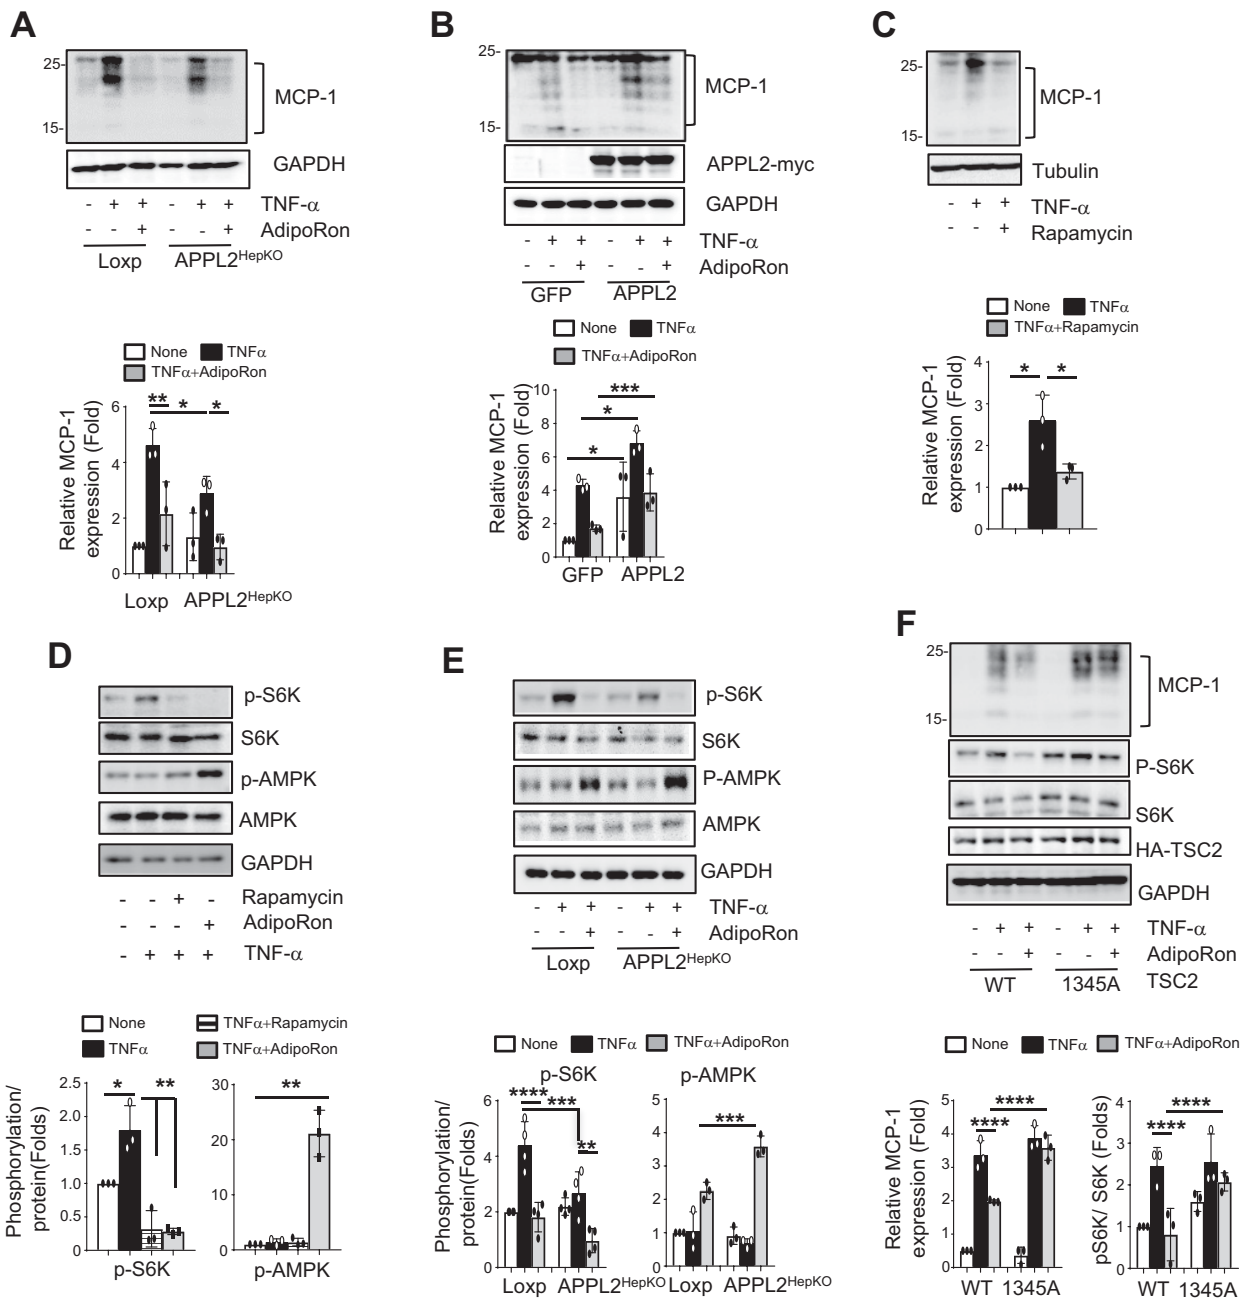 A
25-
15-
MCP-1
GAPDH
- + + - + + TNF-α
+ + AdipoRon
Loxp APPL2HepKO
None TNFα
TNFα+AdipoRon
Relative MCP-1
expression (Fold)
6
4
2
0
** * *
Loxp APPL2HepKO
B
25-
15-
MCP-1
APPL2-myc
GAPDH
- + + - + + TNF-α
- - + - - + AdipoRon
GFP APPL2
None TNFα
TNFα+AdipoRon
Relative MCP-1
expression (Fold)
10
8
6
4
2
0
***
*
*
GFP APPL2
C
25-
15-
MCP-1
Tubulin
- + + TNF-α
+ Rapamycin
None TNFα
TNFα+Rapamycin
Relative MCP-1
expression (Fold)
4
3
2
1
0
* *
D
p-S6K
S6K
p-AMPK
AMPK
GAPDH
- - + - Rapamycin
- - - + AdipoRon
- + + + TNF-α
None TNFα+Rapamycin
TNFα TNFα+AdipoRon
Phosphorylation/
protein(Folds)
2.5
2.0
1.5
1.0
0.5
0
* **
p-S6K
30
20
10
0
**
p-AMPK
E
p-S6K
S6K
P-AMPK
AMPK
GAPDH
- + + - + + TNF-α
- - + - - + AdipoRon
Loxp APPL2HepKO
None TNFα TNFα+AdipoRon
p-S6K
Phosphorylation/
protein(Folds)
6
4
2
0
****
***
**
Loxp APPL2HepKO
p-AMPK
5
4
3
2
1
0
***
Loxp APPL2HepKO
F
25-
15-
MCP-1
P-S6K
S6K
HA-TSC2
GAPDH
- + + - + + TNF-α
- - + - - + AdipoRon
WT 1345A TSC2
None TNFα TNFα+AdipoRon
Relative MCP-1
expression (Fold)
5
4
3
2
1
0
****
****
WT 1345A
pS6K/ S6K (Folds)
4
3
2
1
0
****
****
WT 1345A